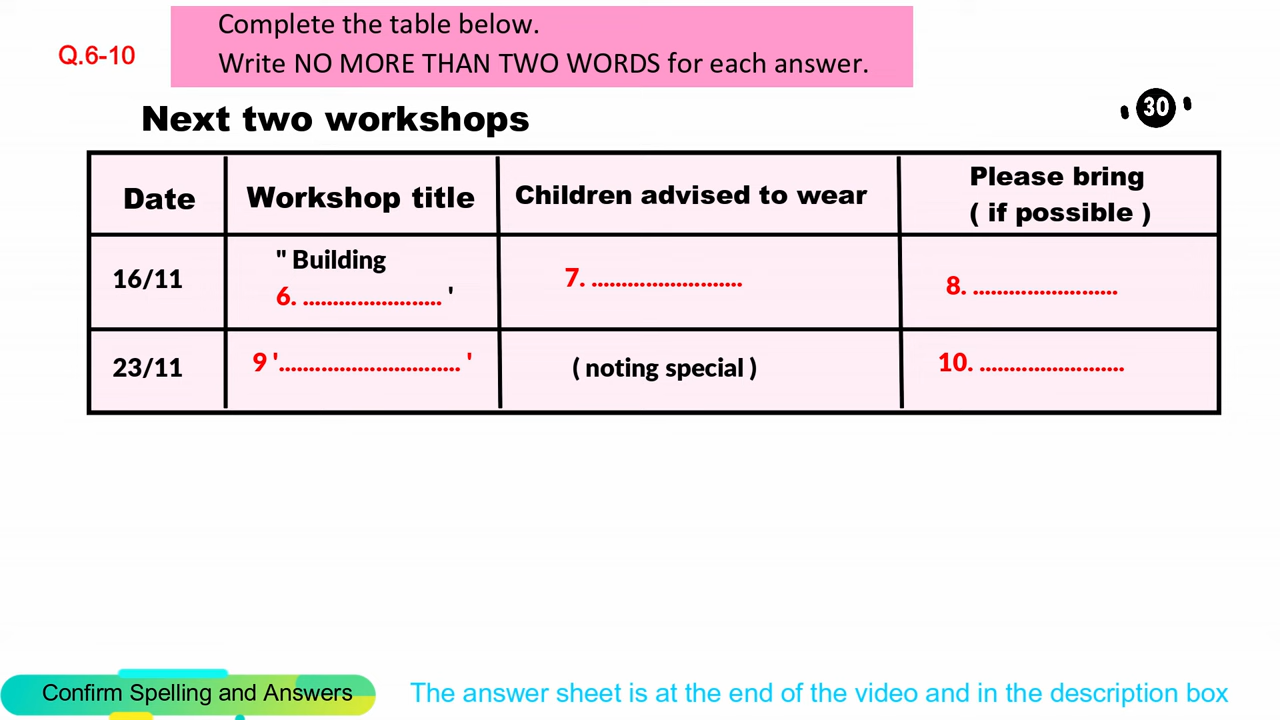 Q.6-10
Complete the table below.
Write NO MORE THAN TWO WORDS for each answer.
Next two workshops
30
Date
Workshop title
Children advised to wear
Please bring
( if possible )
16/11
" Building
6. ....................... '
7. .........................
8. ........................
23/11
9 '.............................. '
( noting special )
10. ........................
Confirm Spelling and Answers
The answer sheet is at the end of the video and in the description box